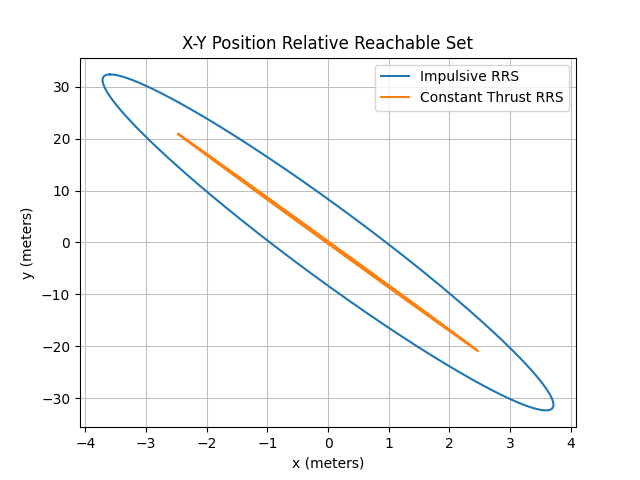 X-Y Position Relative Reachable Set
Impulsive RRS
Constant Thrust RRS
30
20
10
0
−10
−20
−30
y (meters)
−4 −3 −2 −1 0 1 2 3 4
x (meters)